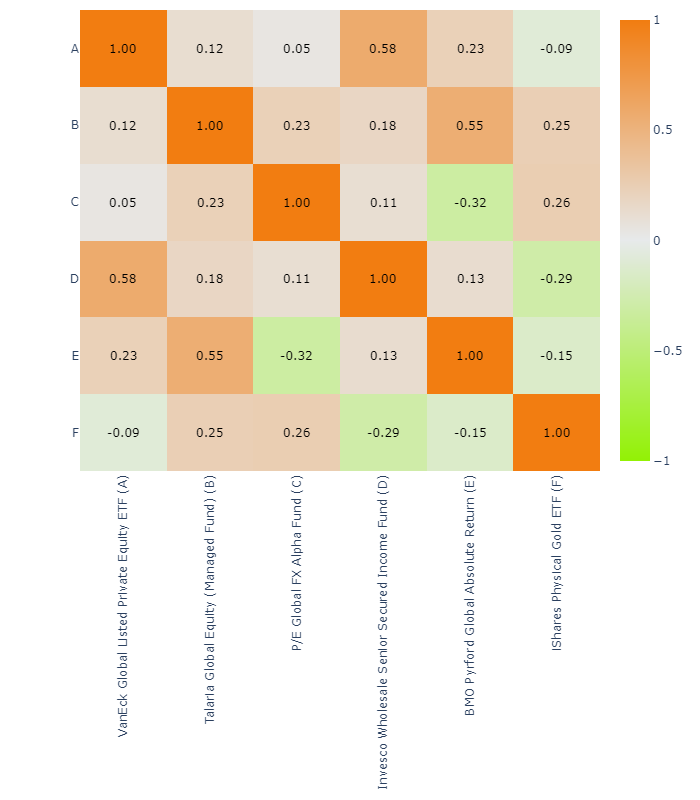 A 1.00 0.12 0.05 0.58 0.23 -0.09
B 0.12 1.00 0.23 0.18 0.55 0.25
C 0.05 0.23 1.00 0.11 -0.32 0.26
D 0.58 0.18 0.11 1.00 0.13 -0.29
E 0.23 0.55 -0.32 0.13 1.00 -0.15
F -0.09 0.25 0.26 -0.29 -0.15 1.00
VanEck Global Listed Private Equity ETF (A)
Talaria Global Equity (Managed Fund) (B)
P/E Global FX Alpha Fund (C)
Invesco Wholesale Senior Secured Income Fund (D)
BMO Pyrford Global Absolute Return (E)
iShares Physical Gold ETF (F)
1
0.5
0
−0.5
−1